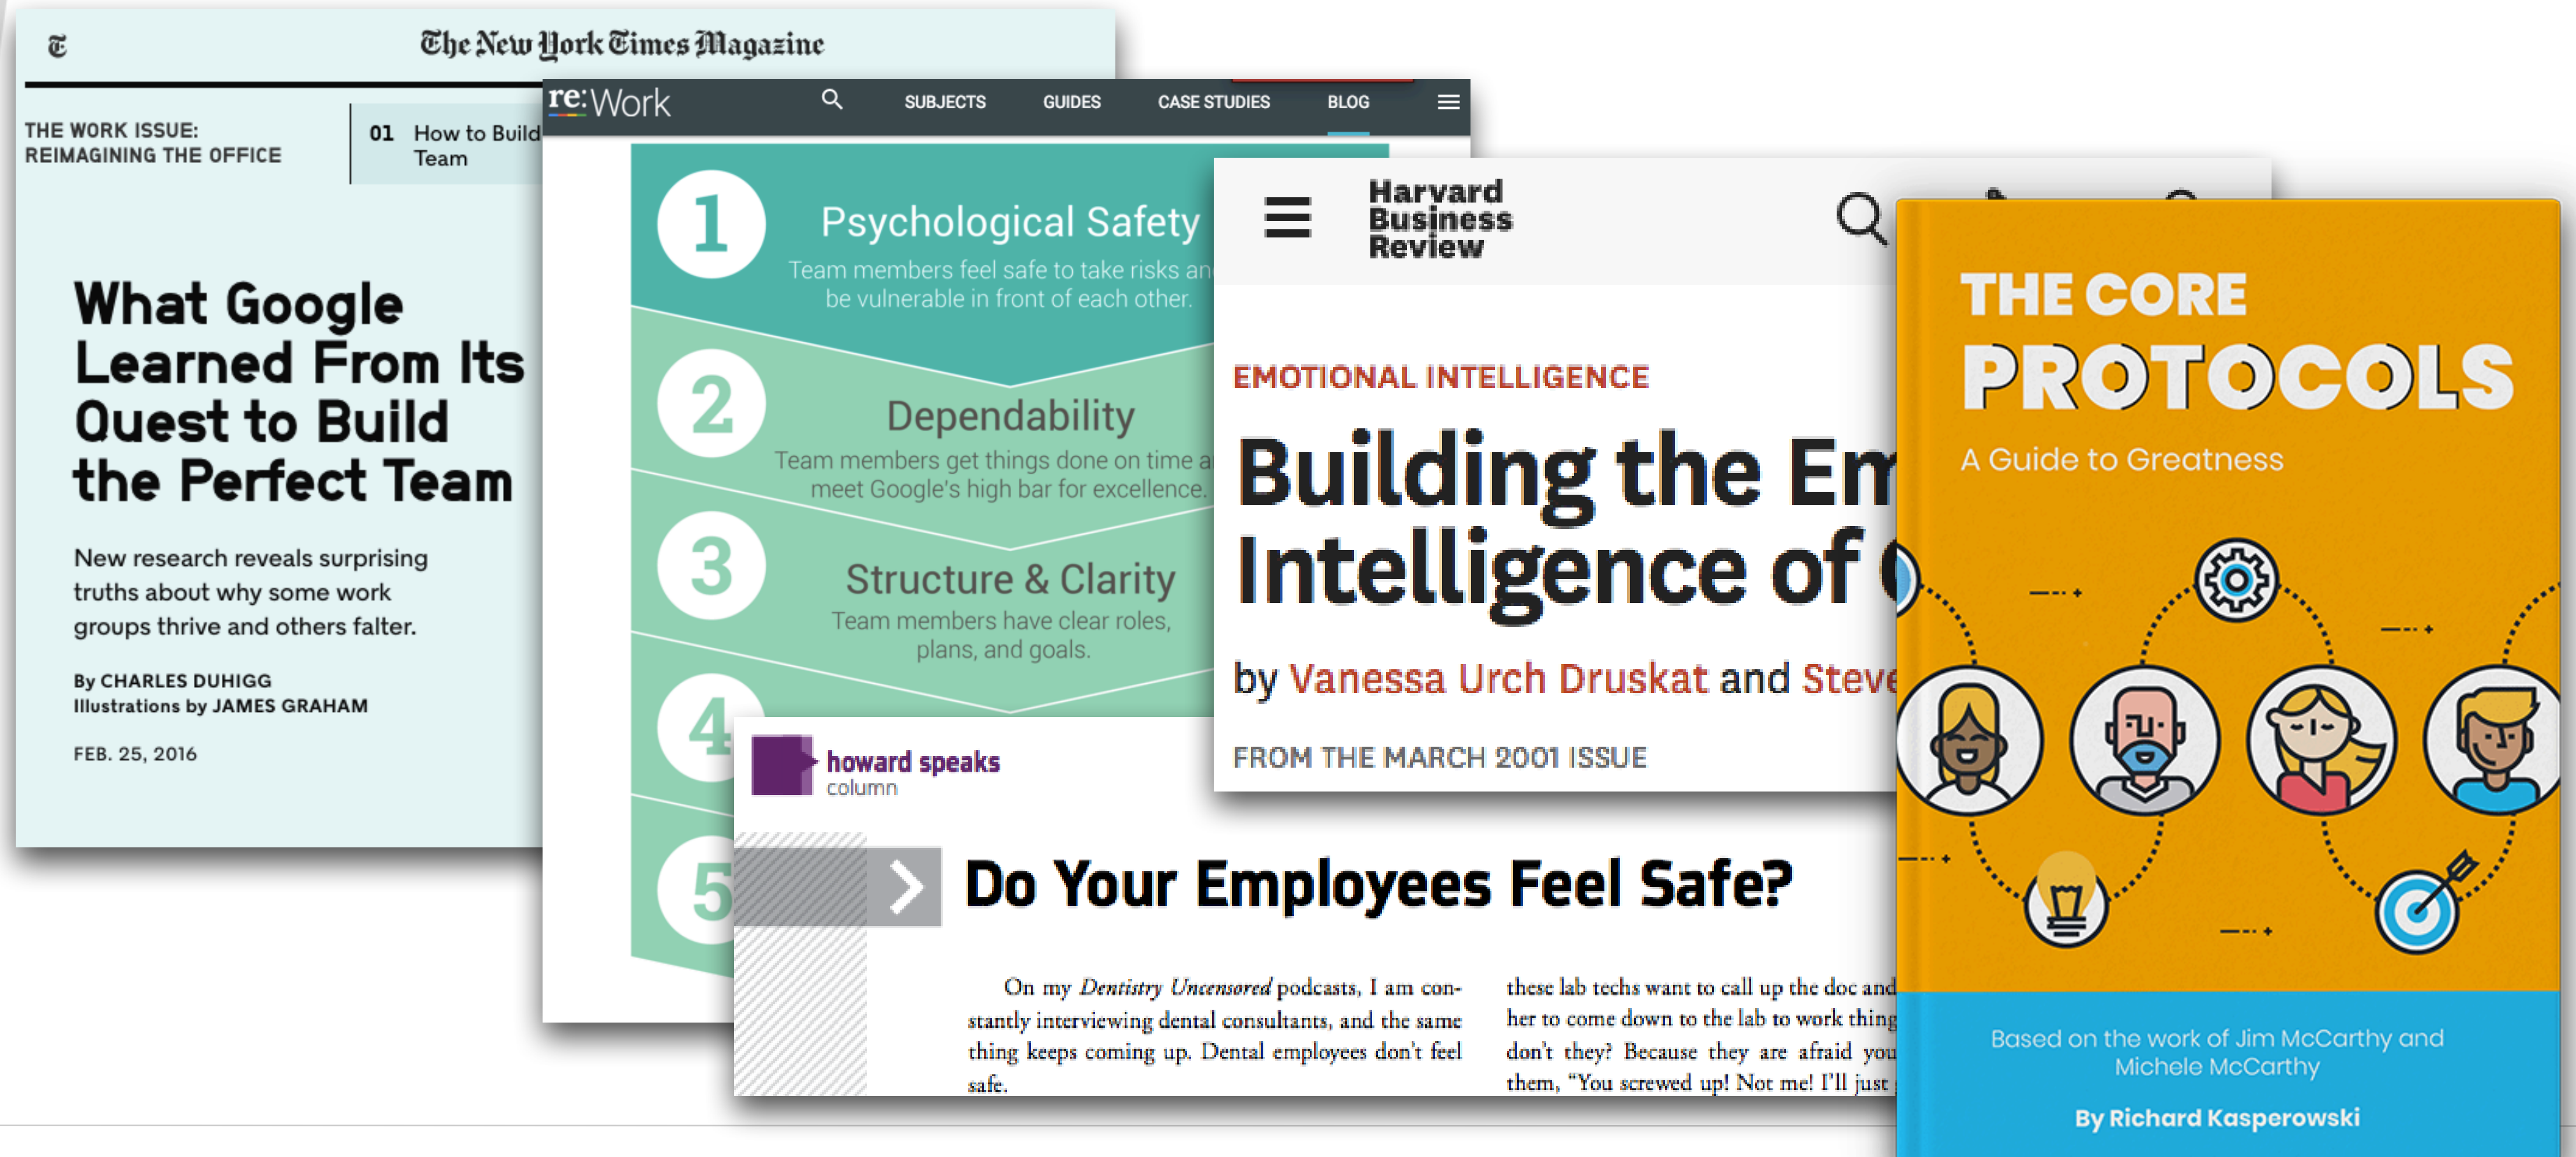 The New York Times Magazine
THE WORK ISSUE:
REIMAGINING THE OFFICE
01 How to Build
Team
What Google
Learned From Its
Quest to Build
the Perfect Team
New research reveals surprising
truths about why some work
groups thrive and others falter.
By CHARLES DUHIGG
Illustrations by JAMES GRAHAM
FEB. 25, 2016
re:Work
SUBJECTS GUIDES CASE STUDIES BLOG
1
Psychological Safety
Team members feel safe to take risks an
be vulnerable in front of each other.
2
Dependability
Team members get things done on time a
meet Google's high bar for excellence.
3
Structure & Clarity
Team members have clear roles,
plans, and goals.
4
5
howard speaks
column
Do Your Employees Feel Safe?
On my Dentistry Uncensored podcasts, I am con-
stantly interviewing dental consultants, and the same
thing keeps coming up. Dental employees don't feel
safe.
these lab techs want to call up the doc and
her to come down to the lab to work thing
don't they? Because they are afraid you
them, "You screwed up! Not me! I'll just
Harvard
Business
Review
EMOTIONAL INTELLIGENCE
Building the Em
Intelligence of
by Vanessa Urch Druskat and Steve
FROM THE MARCH 2001 ISSUE
THE CORE
PROTOCOLS
A Guide to Greatness
Based on the work of Jim McCarthy and
Michele McCarthy
By Richard Kasperowski